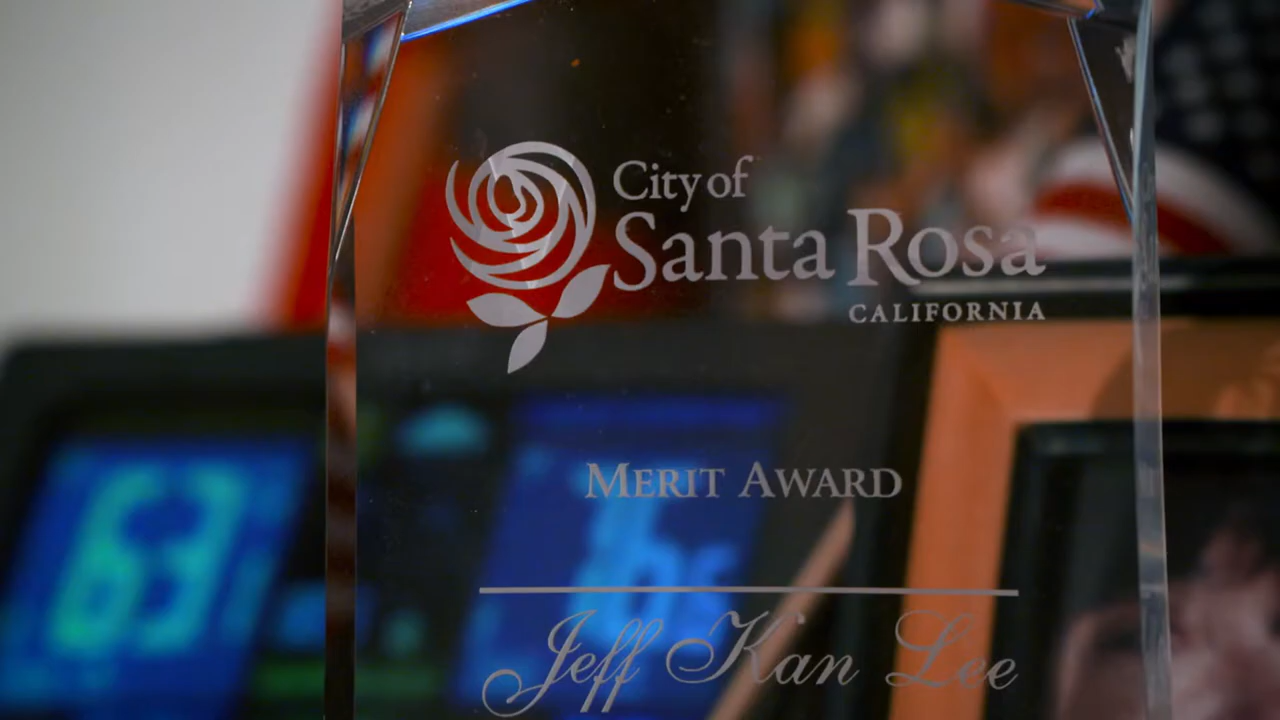 City of
Santa Rosa
CALIFORNIA
MERIT AWARD
Jeff Kan Lee